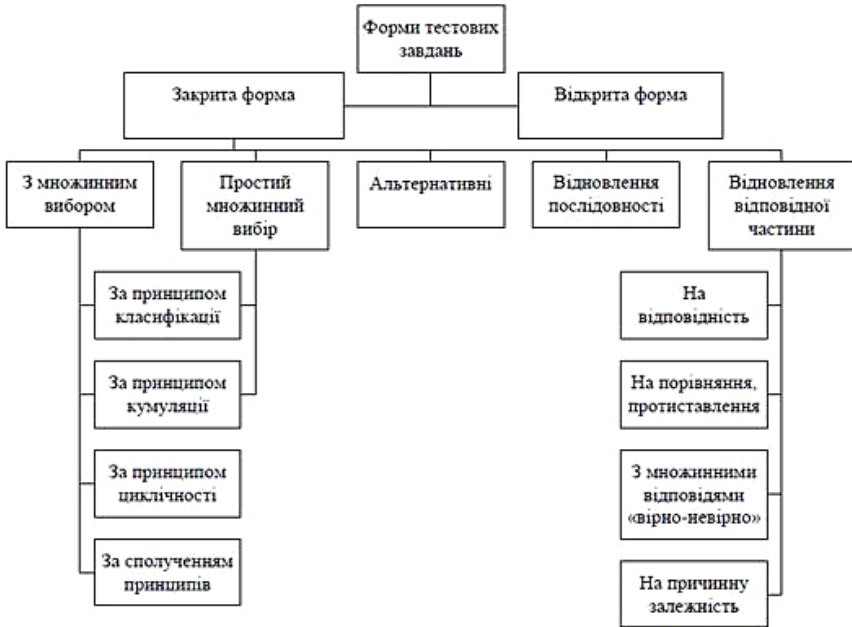 Форми тестових
завдань
Закрита форма
Відкрита форма
З множинним
вибором
Простий
множинний
вибір
Альтернативні
Відновлення
послідовності
Відновлення
відповідної
частини
За принципом
класифікації
За принципом
кумуляції
За принципом
циклічності
За сполученням
принципів
На
відповідність
На порівняння,
протиставлення
З множинними
відповідями
«вірно-невірно»
На причинну
залежність